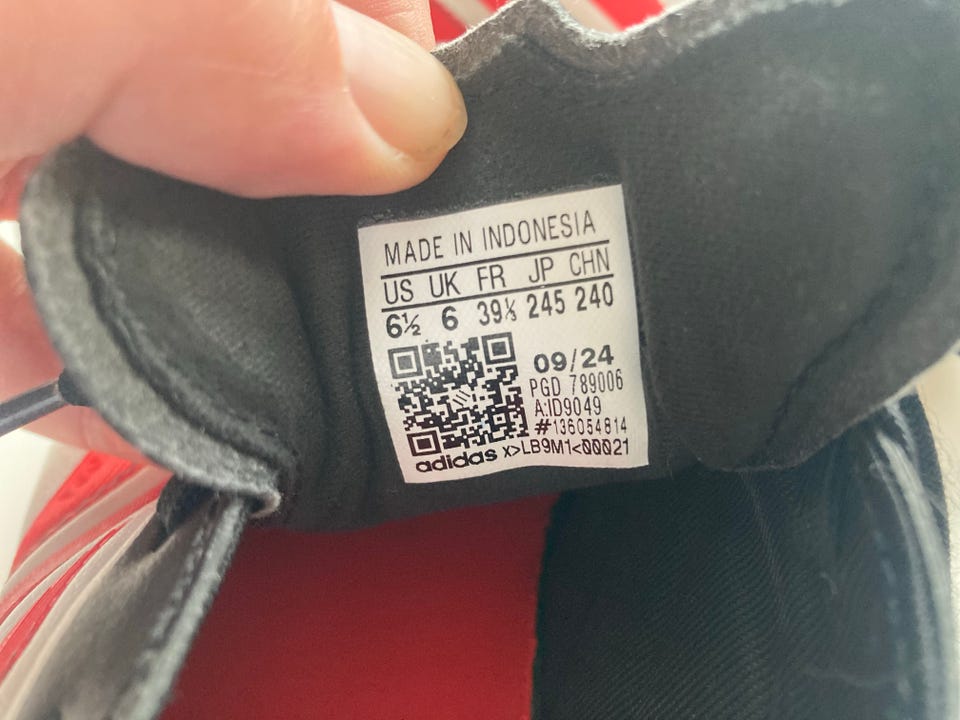 MADE IN INDONESIA
US UK FR JP CHN
6½ 6 39⅓ 245 240
09/24
PGD 789006
A:ID9049
#136054814
adidas X>LB9M1<00021